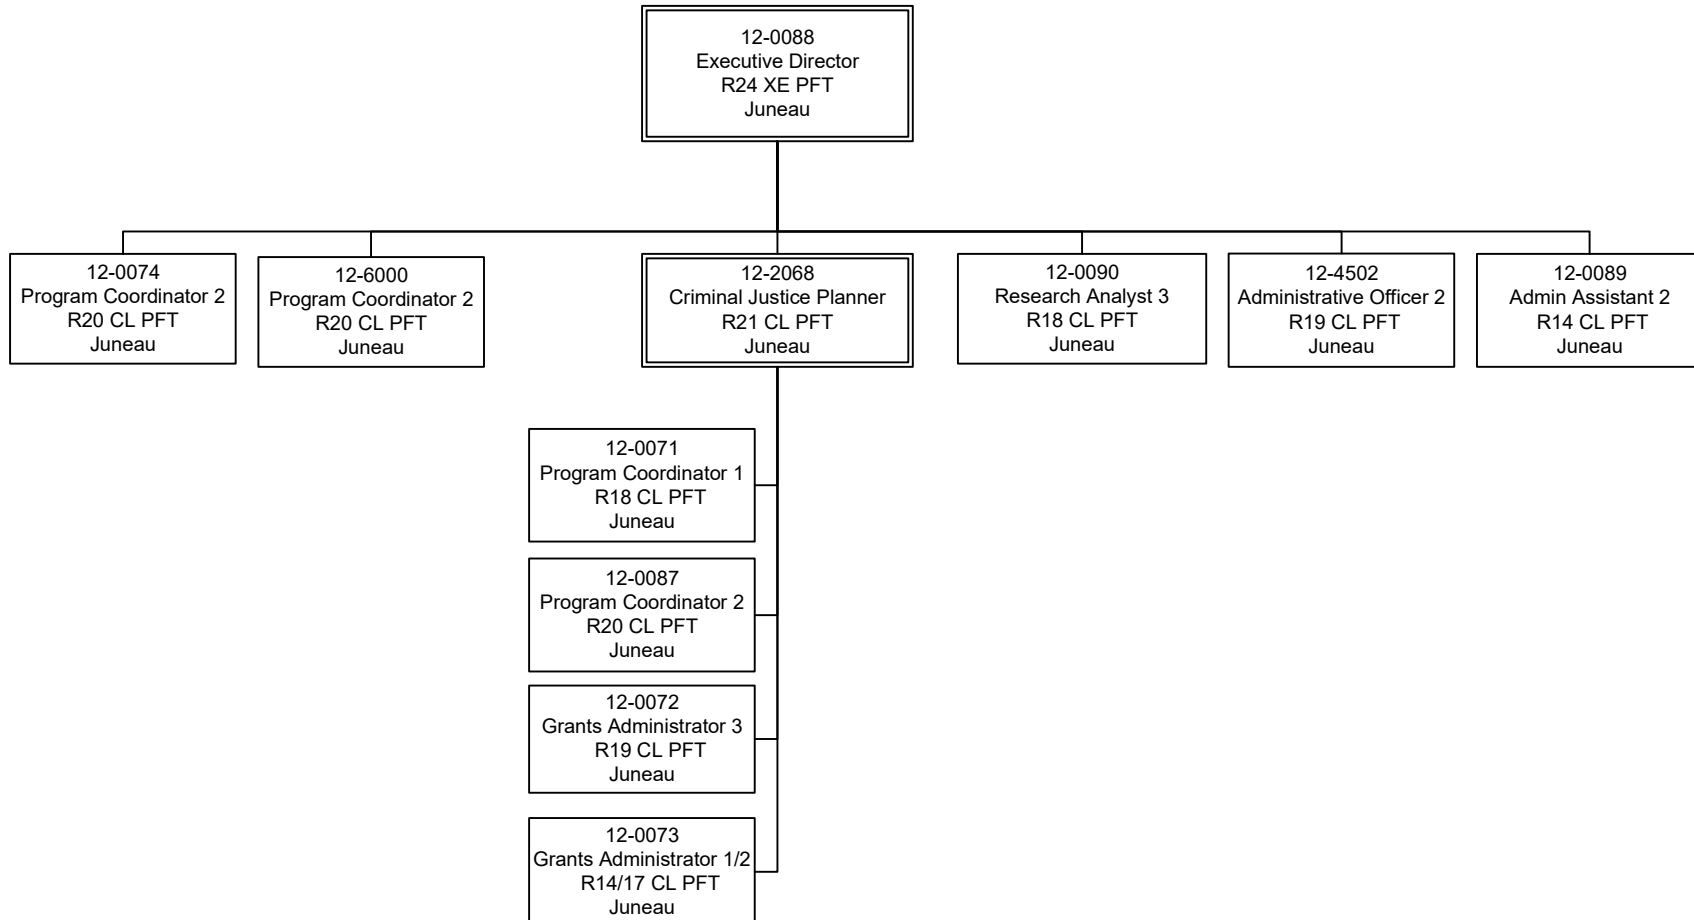 12-0088
Executive Director
R24 XE PFT
Juneau
12-0074
Program Coordinator 2
R20 CL PFT
Juneau
12-6000
Program Coordinator 2
R20 CL PFT
Juneau
12-2068
Criminal Justice Planner
R21 CL PFT
Juneau
12-0090
Research Analyst 3
R18 CL PFT
Juneau
12-4502
Administrative Officer 2
R19 CL PFT
Juneau
12-0089
Admin Assistant 2
R14 CL PFT
Juneau
12-0071
Program Coordinator 1
R18 CL PFT
Juneau
12-0087
Program Coordinator 2
R20 CL PFT
Juneau
12-0072
Grants Administrator 3
R19 CL PFT
Juneau
12-0073
Grants Administrator 1/2
R14/17 CL PFT
Juneau